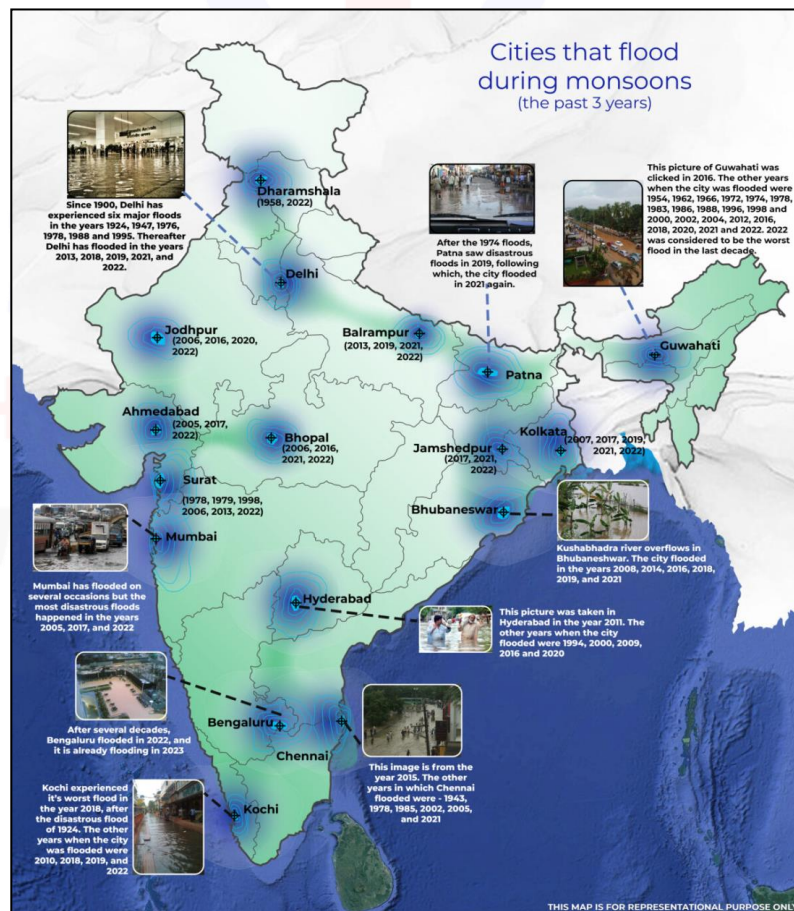 Cities that flood
during monsoons
(the past 3 years)
Since 1900, Delhi has
experienced six major floods
in the years 1924, 1947, 1976,
1978, 1988 and 1995. Thereafter
Delhi has flooded in the years
2013, 2018, 2019, 2021, and
2022.
Dharamshala
(1958, 2022)
After the 1974 floods,
Patna saw disastrous
floods in 2019, following
which, the city flooded
in 2021 again.
This picture of Guwahati was
clicked in 2016. The other years
when the city was flooded were
1954, 1962, 1966, 1972, 1974, 1978,
1983, 1986, 1988, 1996, 1998 and
2000, 2002, 2004, 2012, 2016,
2018, 2020, 2021 and 2022. 2022
was considered to be the worst
flood in the last decade.
Delhi
Jodhpur
(2006, 2016, 2020,
2022)
Balrampur
(2013, 2019, 2021,
2022)
Guwahati
Patna
Ahmedabad
(2005, 2017,
2022)
Bhopal
(2006, 2016,
2021, 2022)
Jamshedpur
(2017, 2021,
2022)
Kolkata
(2007, 2017, 2019,
2021, 2022)
Surat
(1978, 1979, 1998,
2006, 2013, 2022)
Bhubaneswar
Mumbai
Kushabhadra river overflows in
Bhubaneswar. The city flooded
in the years 2008, 2014, 2016, 2018,
2019, and 2021
Mumbai has flooded on
several occasions but the
most disastrous floods
happened in the years
2005, 2017, and 2022
Hyderabad
This picture was taken in
Hyderabad in the year 2011. The
other years when the city
flooded were 1994, 2000, 2009,
2016 and 2020
After several decades,
Bengaluru flooded in 2022, and
it is already flooding in 2023
Bengaluru
Chennai
This image is from the
year 2015. The other
years in which Chennai
flooded were - 1943,
1978, 1985, 2002, 2005,
and 2021
Kochi experienced
it's worst flood in
the year 2018, after
the disastrous flood
of 1924. The other
years when the city
was flooded were
2010, 2018, 2019, and
2022
Kochi
THIS MAP IS FOR REPRESENTATIONAL PURPOSE ONLY